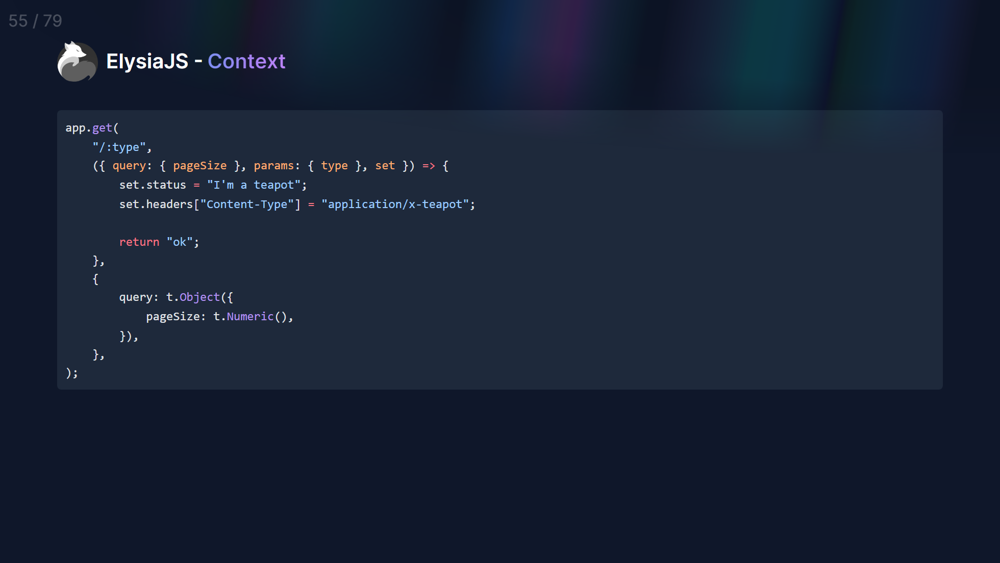 55 / 79
ElysiaJS - Context
app.get(
    "/:type",
    ({ query: { pageSize }, params: { type }, set }) => {
        set.status = "I'm a teapot";
        set.headers["Content-Type"] = "application/x-teapot";

        return "ok";
    },
    {
        query: t.Object({
            pageSize: t.Numeric(),
        }),
    },
);